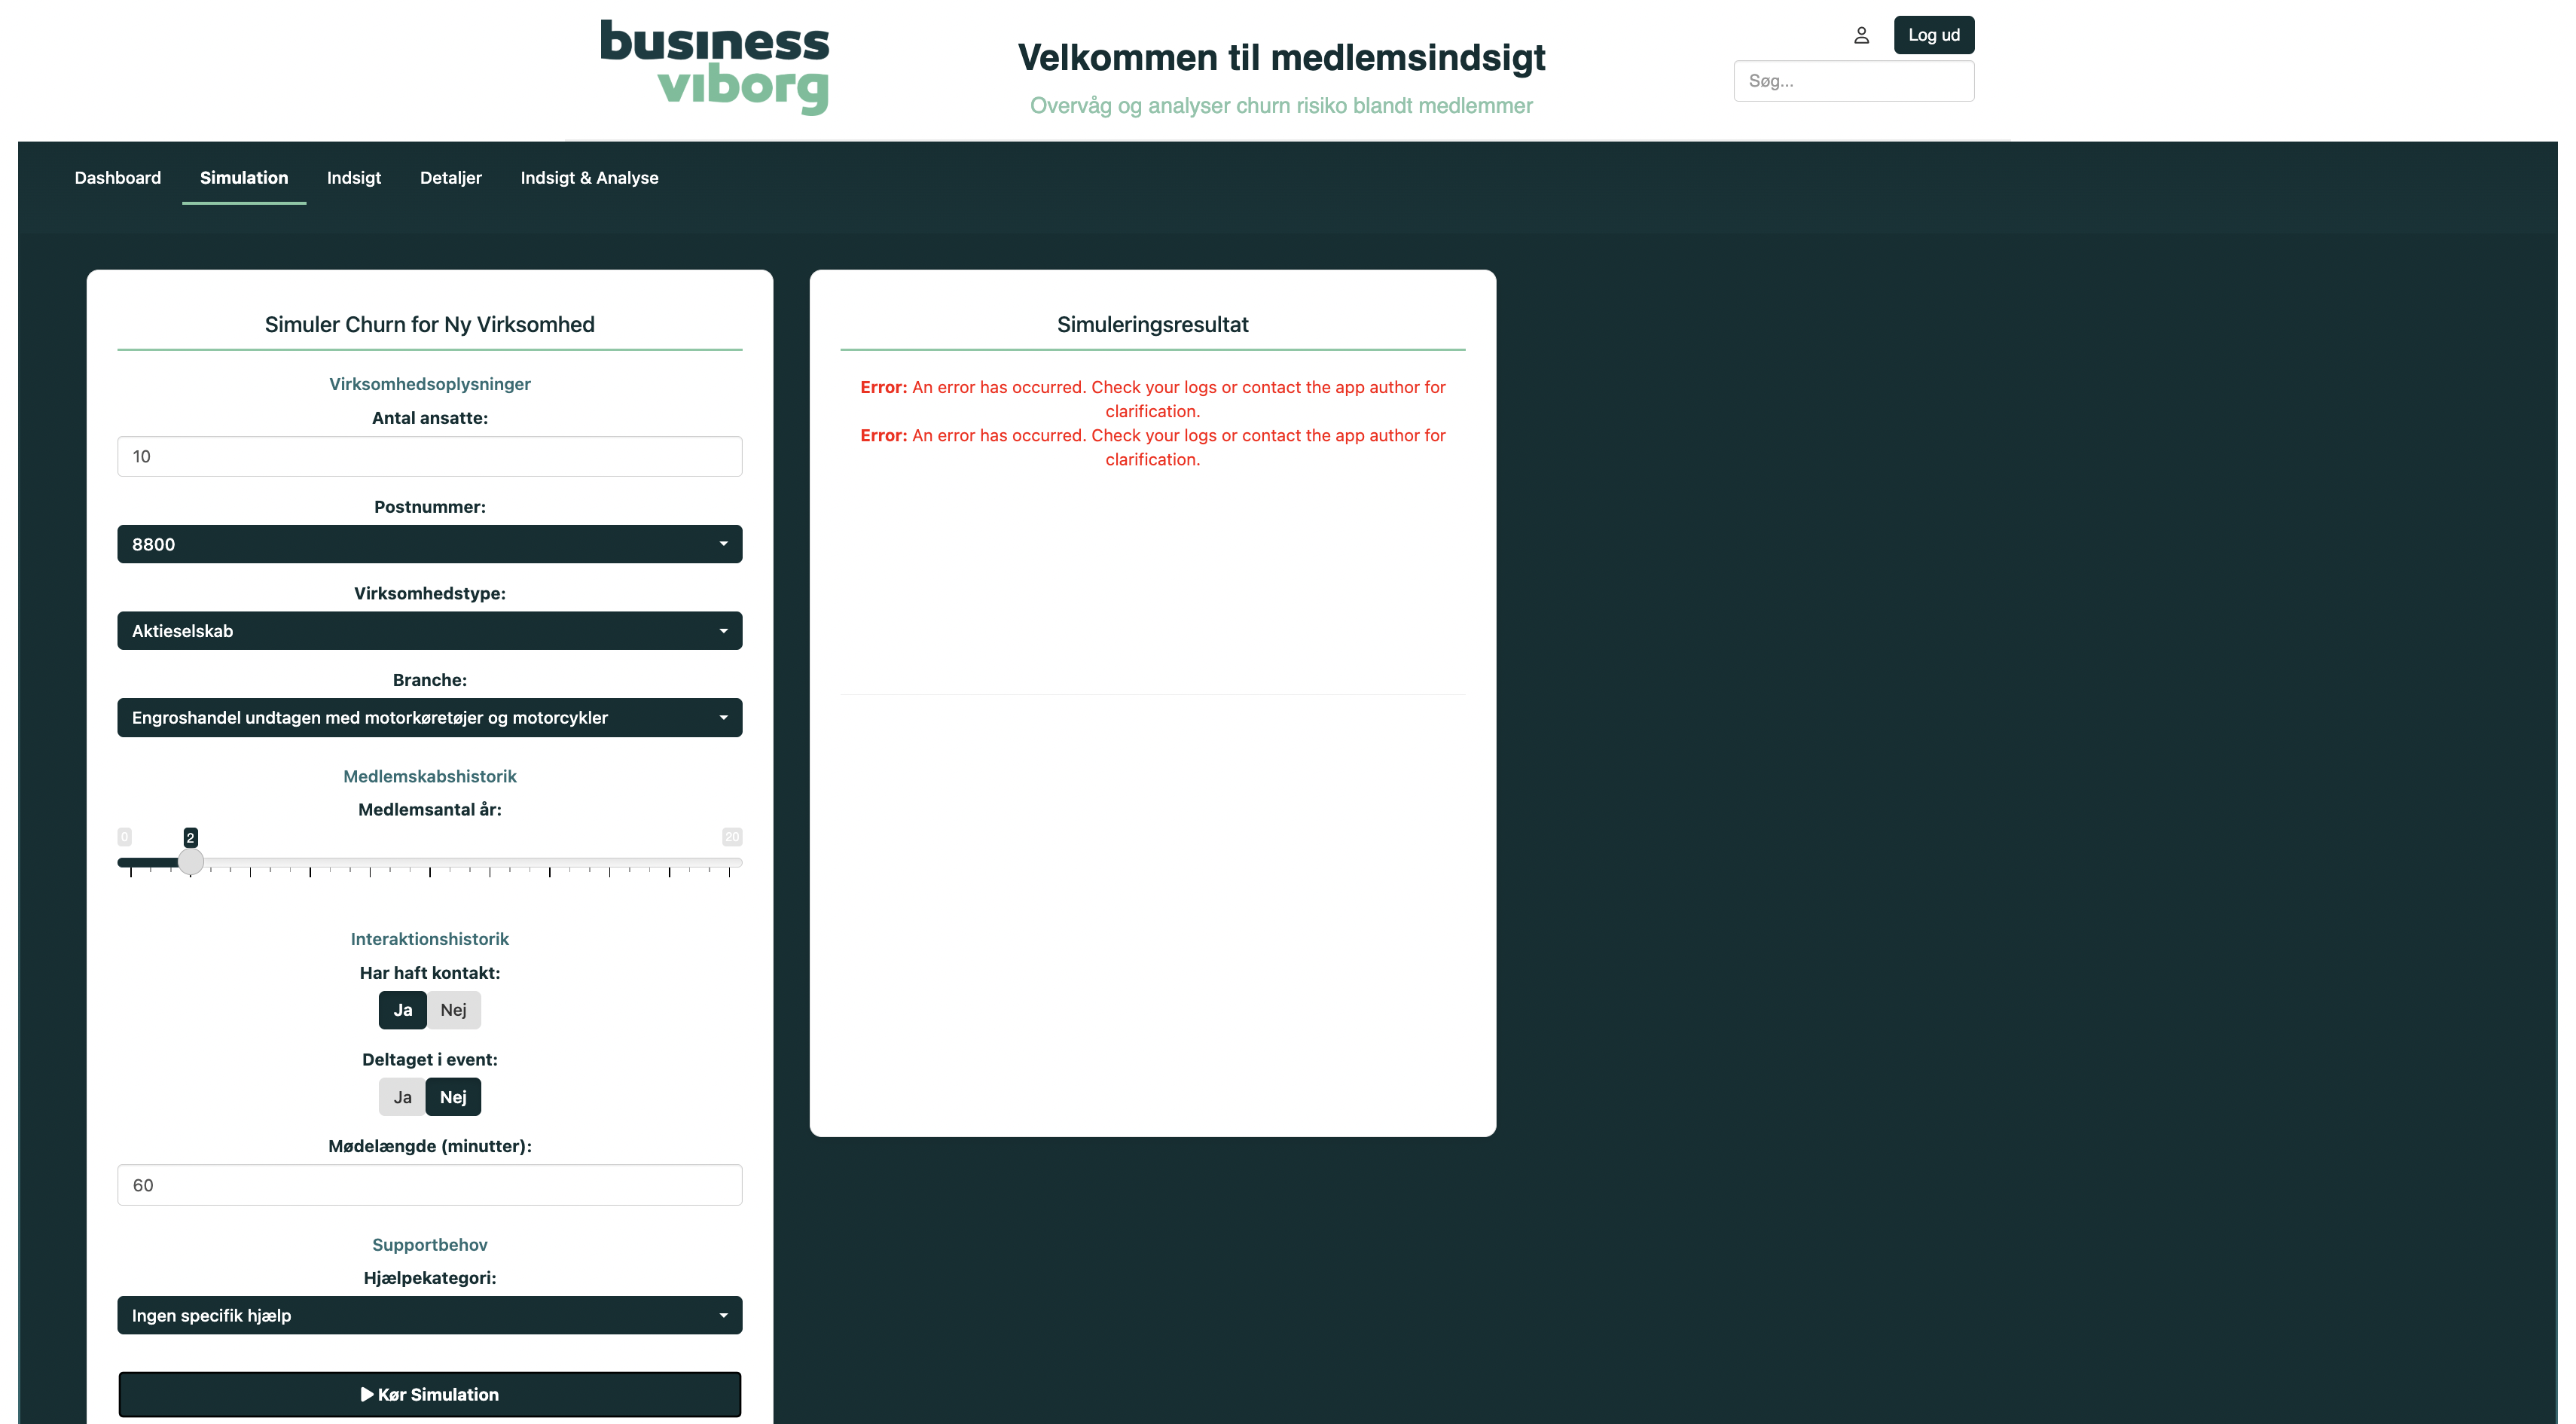 business
viborg
Velkommen til medlemsindsigt
Overvåg og analyser churn risiko blandt medlemmer
Log ud
Søg...
Dashboard
Simulation
Indsigt
Detaljer
Indsigt & Analyse
Simuler Churn for Ny Virksomhed
Virksomhedsoplysninger
Antal ansatte:
10
Postnummer:
8800
Virksomhedstype:
Aktieselskab
Branche:
Engroshandel undtagen med motorkøretøjer og motorcykler
Medlemskabshistorik
Medlemsantal år:
0
2
20
Interaktionshistorik
Har haft kontakt:
Ja
Nej
Deltaget i event:
Ja
Nej
Mødelængde (minutter):
60
Supportbehov
Hjælpekategori:
Ingen specifik hjælp
Kør Simulation
Simuleringsresultat
Error: An error has occurred. Check your logs or contact the app author for
clarification.
Error: An error has occurred. Check your logs or contact the app author for
clarification.